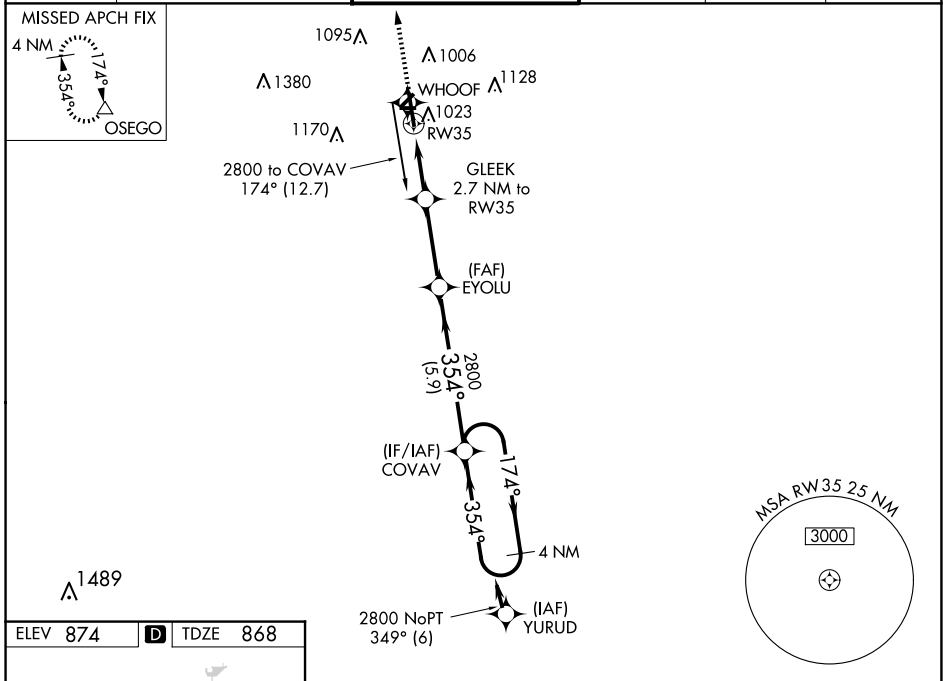 MISSED APCH FIX
4 NM
174°
354°
OSEGO
1095
1006
1380
WHOOF
1128
1023
1170
RW35
2800 to COVAV
174° (12.7)
GLEEK
2.7 NM to
RW35
(FAF)
EYOLU
2800
354°
(5.9)
(IF/IAF)
COVAV
174°
354°
4 NM
MSA RW35 25 NM
3000
1489
2800 NoPT
349° (6)
(IAF)
YURUD
ELEV 874 D TDZE 868